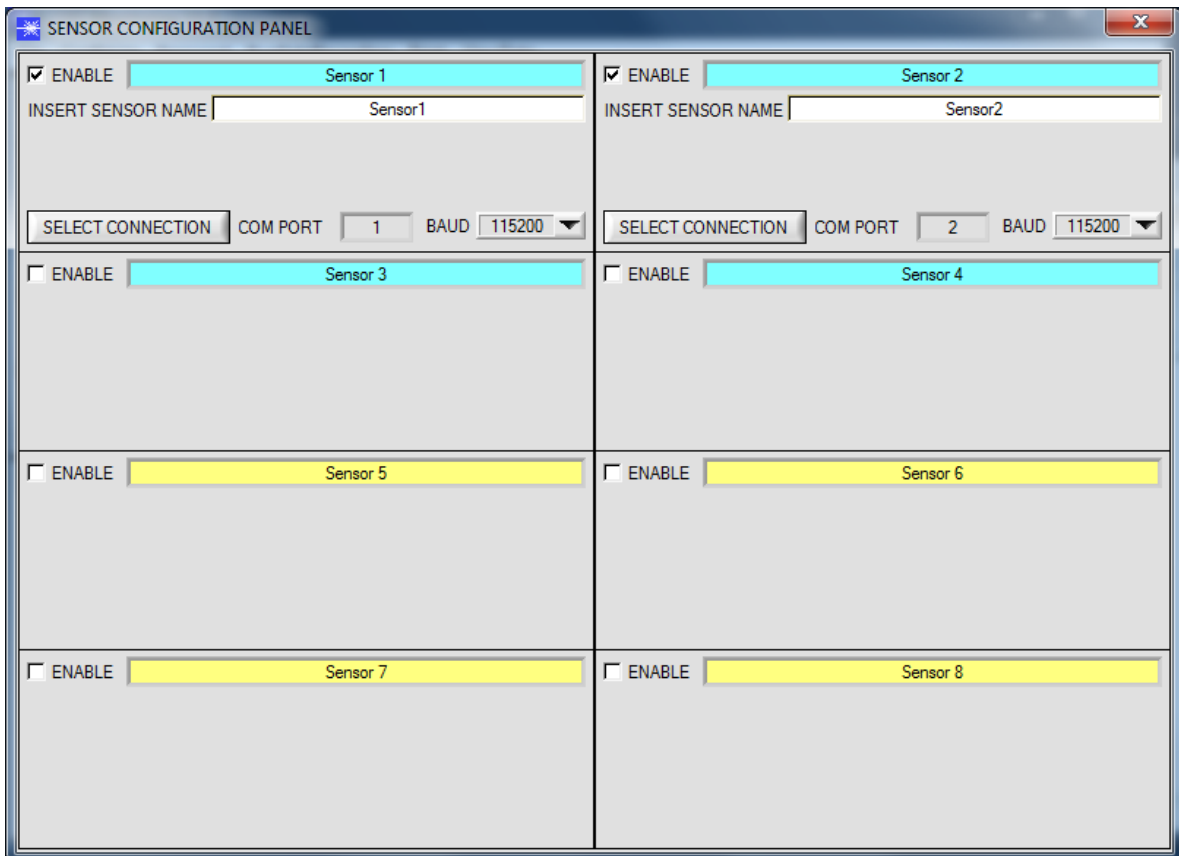 SENSOR CONFIGURATION PANEL
ENABLE Sensor 1
INSERT SENSOR NAME Sensor1
SELECT CONNECTION COM PORT 1 BAUD 115200
ENABLE Sensor 2
INSERT SENSOR NAME Sensor2
SELECT CONNECTION COM PORT 2 BAUD 115200
ENABLE Sensor 3
ENABLE Sensor 4
ENABLE Sensor 5
ENABLE Sensor 6
ENABLE Sensor 7
ENABLE Sensor 8